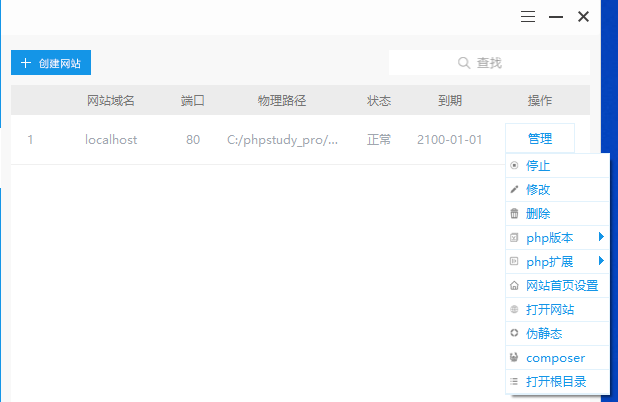 创建网站
查找
网站域名 端口 物理路径 状态 到期 操作
1 localhost 80 C:/phpstudy_pro/... 正常 2100-01-01 管理
停止
修改
删除
php版本
php扩展
网站首页设置
打开网站
伪静态
composer
打开根目录